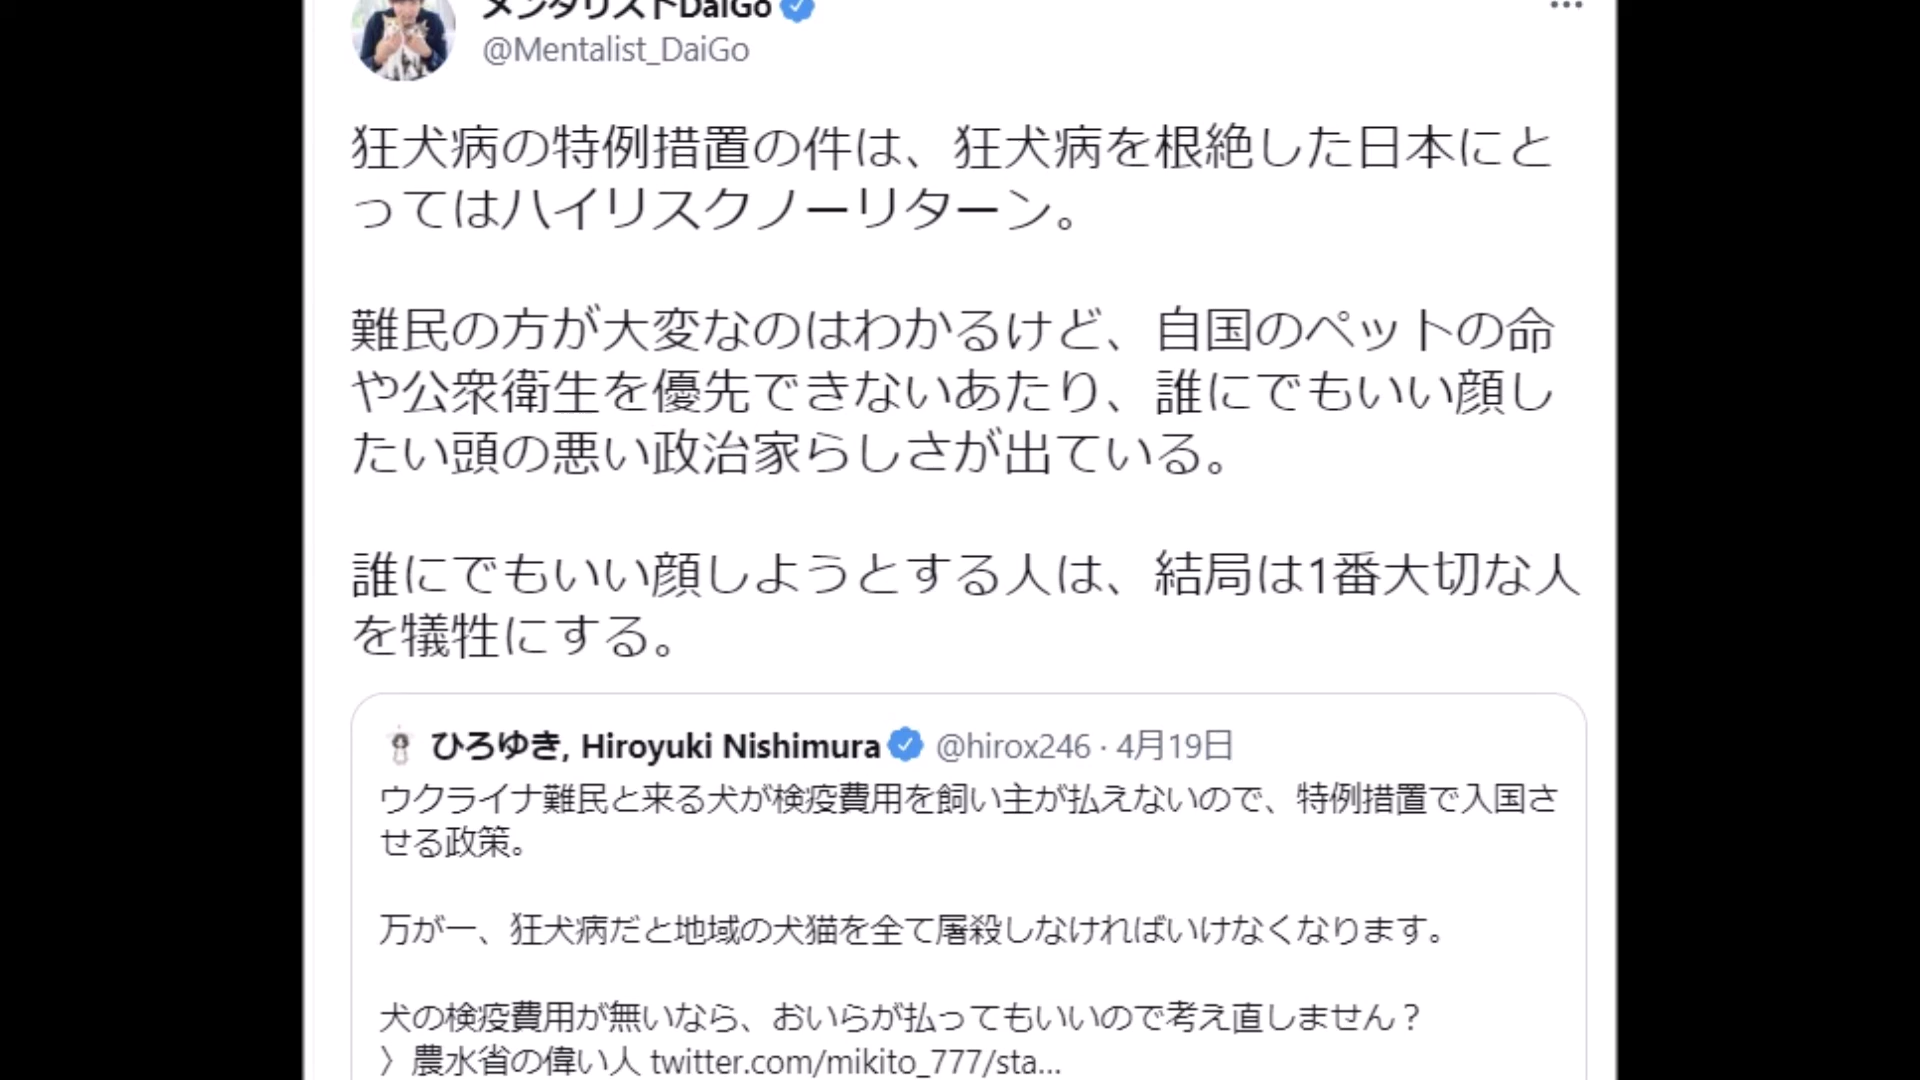 メンタリストDaiGo
@Mentalist_DaiGo
狂犬病の特例措置の件は、狂犬病を根絶した日本にと
ってはハイリスクノーリターン。
難民の方が大変なのはわかるけど、自国のペットの命
や公衆衛生を優先できないあたり、誰にでもいい顔し
たい頭の悪い政治家らしさが出ている。
誰にでもいい顔しようとする人は、結局は1番大切な人
を犠牲にする。
ひろゆき, Hiroyuki Nishimura @hirox246 · 4月19日
ウクライナ難民と来る犬が検疫費用を飼い主が払えないので、特例措置で入国さ
せる政策。
万が一、狂犬病だと地域の犬猫を全て屠殺しなければいけなくなります。
犬の検疫費用が無いなら、おいらが払ってもいいので考え直しません？
〉農水省の偉い人 twitter.com/mikito_777/sta...